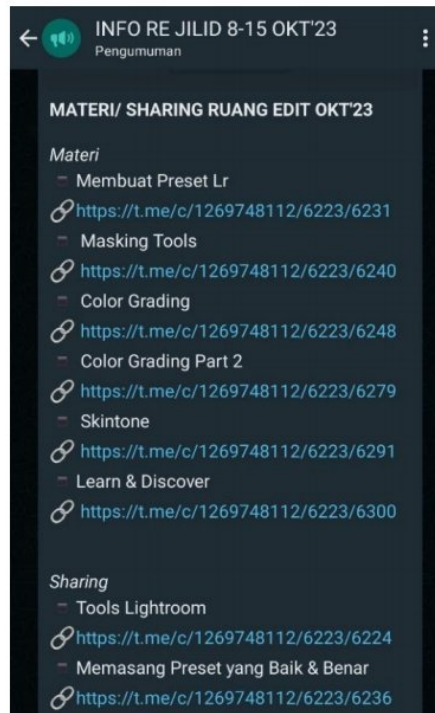 INFO RE JILID 8-15 OKT'23
Pengumuman
MATERI/ SHARING RUANG EDIT OKT'23
Materi
Membuat Preset Lr
https://t.me/c/1269748112/6223/6231
Masking Tools
https://t.me/c/1269748112/6223/6240
Color Grading
https://t.me/c/1269748112/6223/6248
Color Grading Part 2
https://t.me/c/1269748112/6223/6279
Skintone
https://t.me/c/1269748112/6223/6291
Learn & Discover
https://t.me/c/1269748112/6223/6300
Sharing
Tools Lightroom
https://t.me/c/1269748112/6223/6224
Memasang Preset yang Baik & Benar
https://t.me/c/1269748112/6223/6236